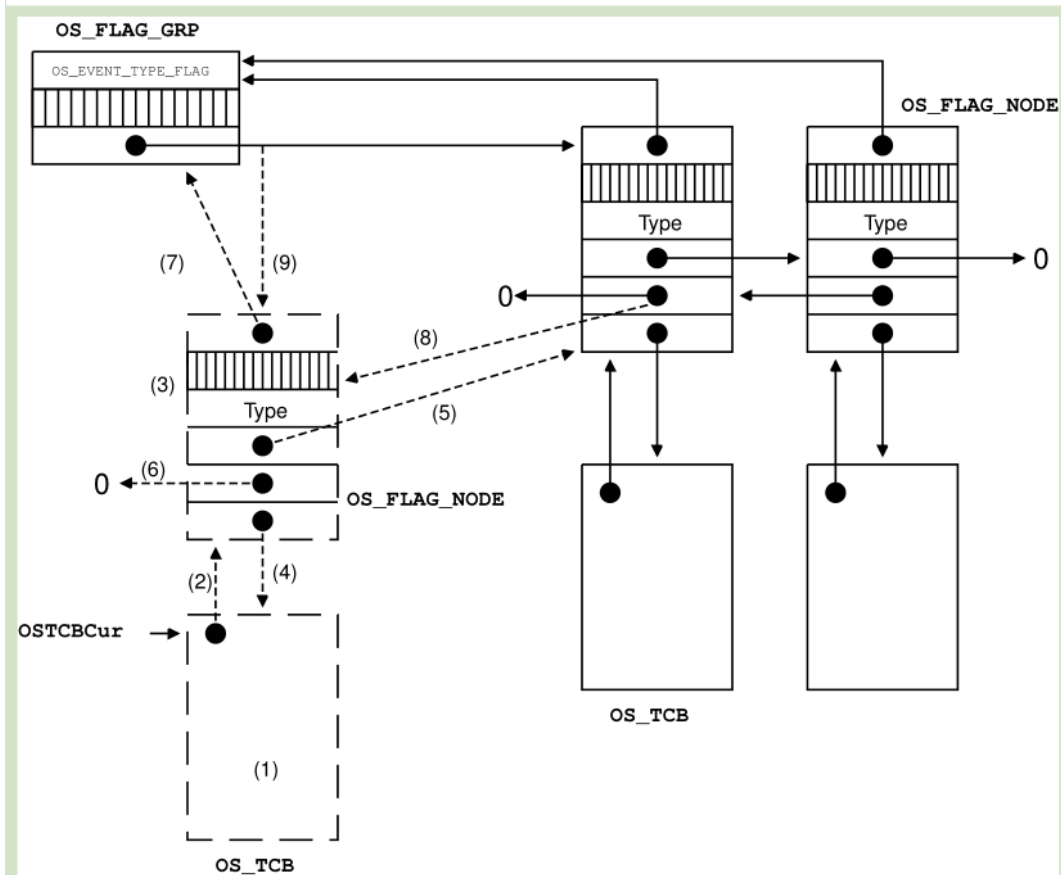 OS_FLAG_GRP
OS_EVENT_TYPE_FLAG
OS_FLAG_NODE
Type
Type
0
(7)
(9)
0
(8)
(3)
Type
(5)
(6)
0
OS_FLAG_NODE
(2)
(4)
OSTCBCur
OS_TCB
(1)
OS_TCB